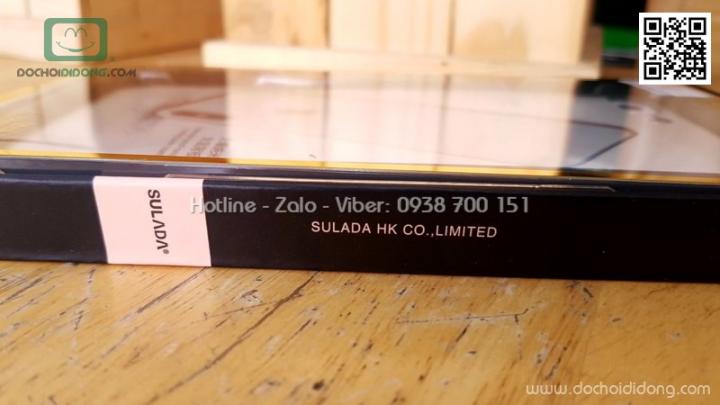 DOCHOIDIDONG.COM
Hotline - Zalo - Viber: 0938 700 151
SULADA®
SULADA HK CO.,LIMITED
www.dochoididong.com